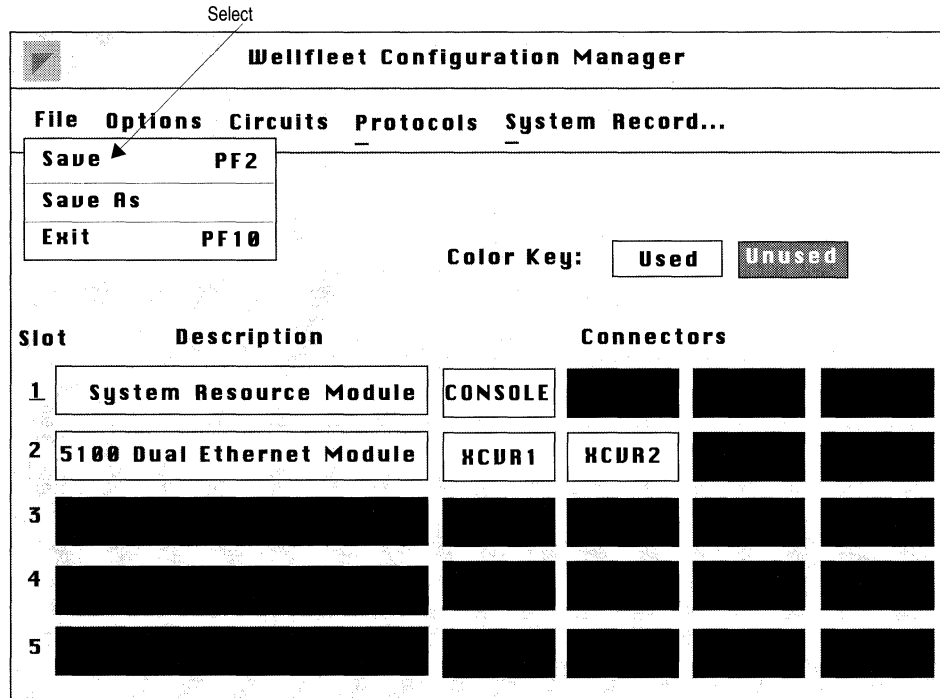 Select
Wellfleet Configuration Manager
File Options Circuits Protocols System Record...
Save PF2
Save As
Exit PF10
Color Key: Used Unused
Slot Description Connectors
1 System Resource Module CONSOLE
2 5100 Dual Ethernet Module XCVR1 XCVR2
3
4
5